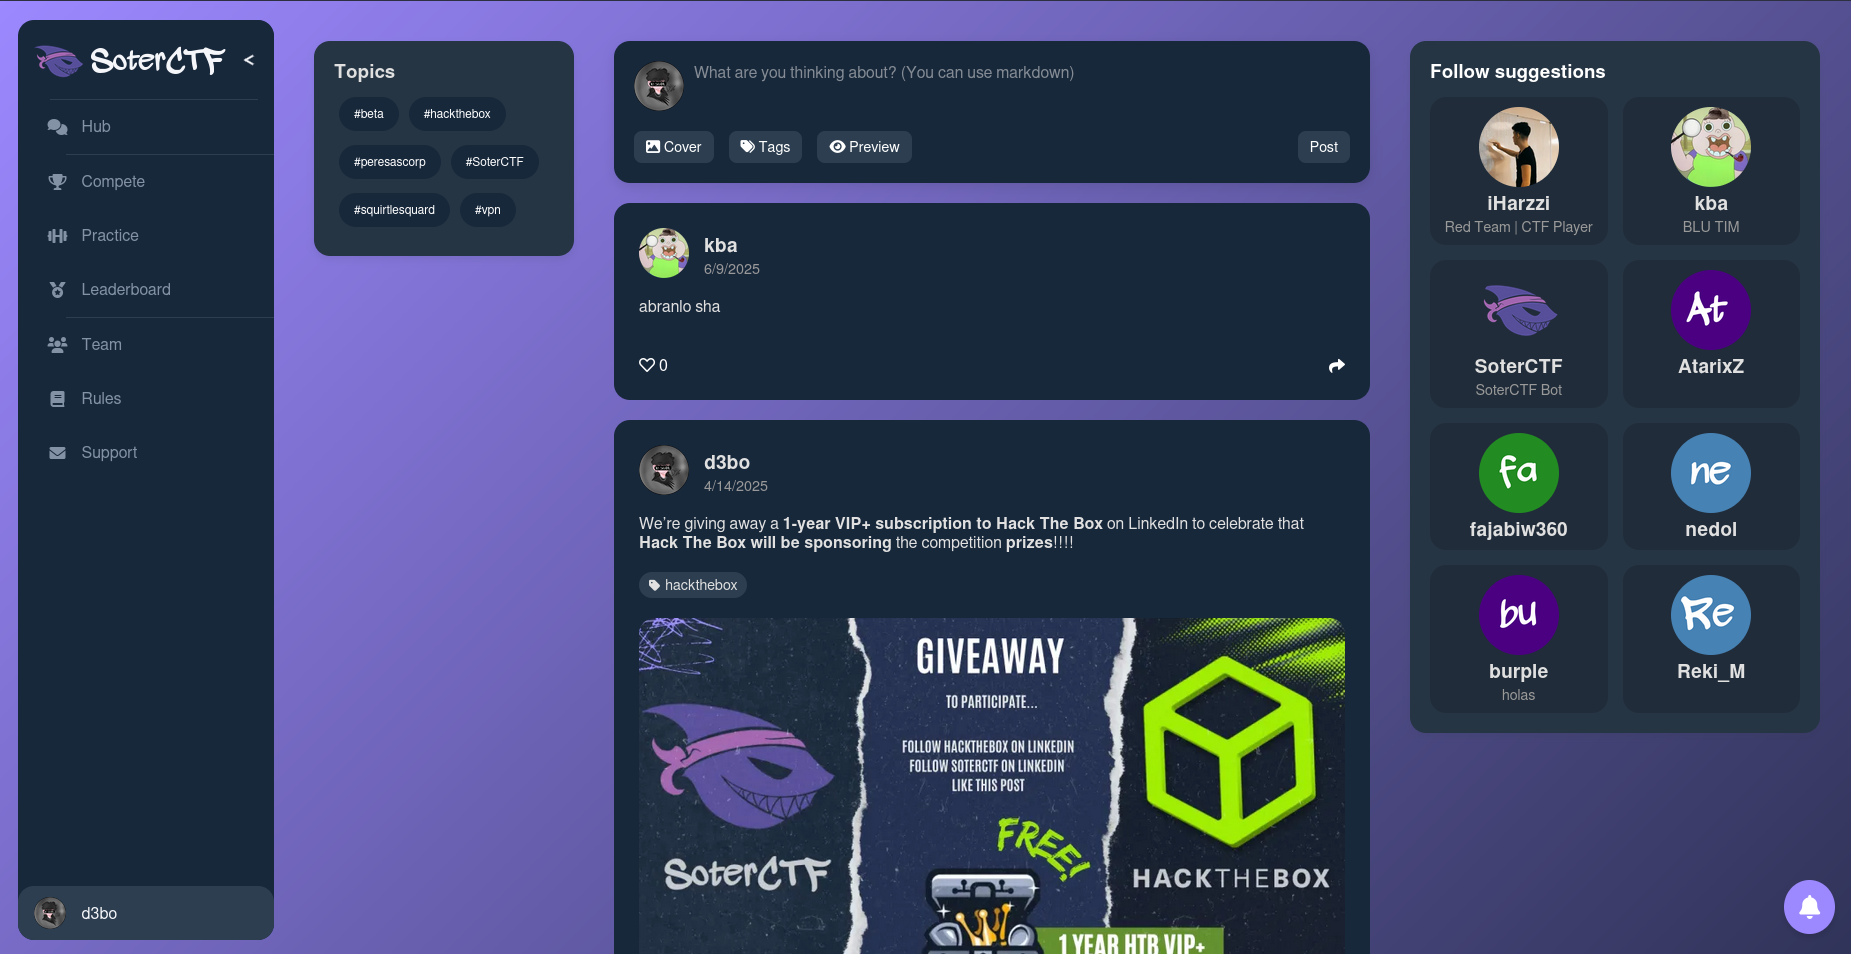 SoterCTF <
Hub
Compete
Practice
Leaderboard
Team
Rules
Support
d3bo
Topics
#beta #hackthebox
#peresascorp #SoterCTF
#squirtlesquard #vpn
What are you thinking about? (You can use markdown)
Cover Tags Preview Post
kba
6/9/2025
abranlo sha
0
d3bo
4/14/2025
We're giving away a 1-year VIP+ subscription to Hack The Box on LinkedIn to celebrate that
Hack The Box will be sponsoring the competition prizes!!!!
hackthebox
GIVEAWAY
TO PARTICIPATE...
FOLLOW HACKTHEBOX ON LINKEDIN
FOLLOW SOTERCTF ON LINKEDIN
LIKE THIS POST
FREE!
SoterCTF
HACKTHEBOX
1 YEAR HTB VIP+
Follow suggestions
iHarzzi
Red Team | CTF Player
kba
BLU TIM
SoterCTF
SoterCTF Bot
At
AtarixZ
fa
fajabiw360
ne
nedol
bu
burple
holas
Re
Reki_M